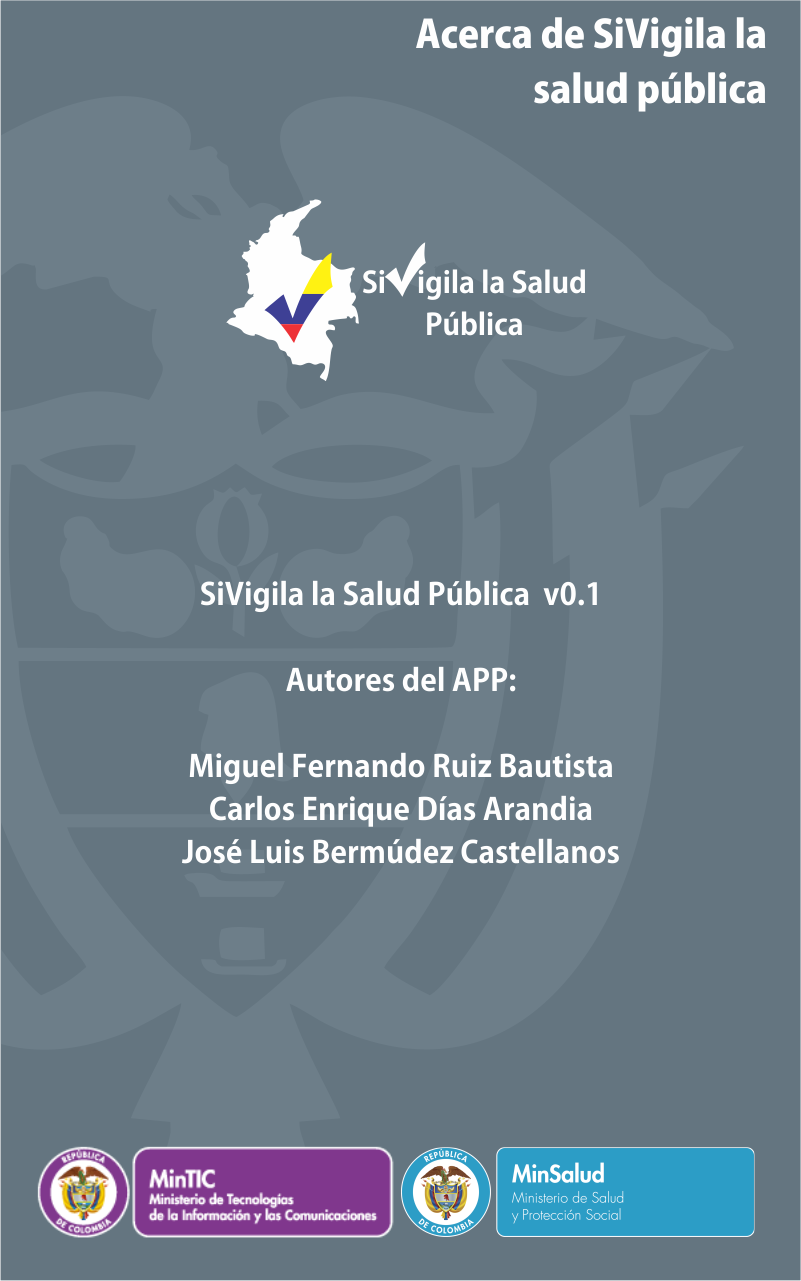 Acerca de SiVigila la
salud pública
SiVigila la Salud
Pública
SiVigila la Salud Pública v0.1
Autores del APP:
Miguel Fernando Ruiz Bautista
Carlos Enrique Días Arandia
José Luis Bermúdez Castellanos
REPÚBLICA
DE COLOMBIA
MinTIC
Ministerio de Tecnologías
de la Información y las Comunicaciones
REPÚBLICA
DE COLOMBIA
MinSalud
Ministerio de Salud
y Protección Social